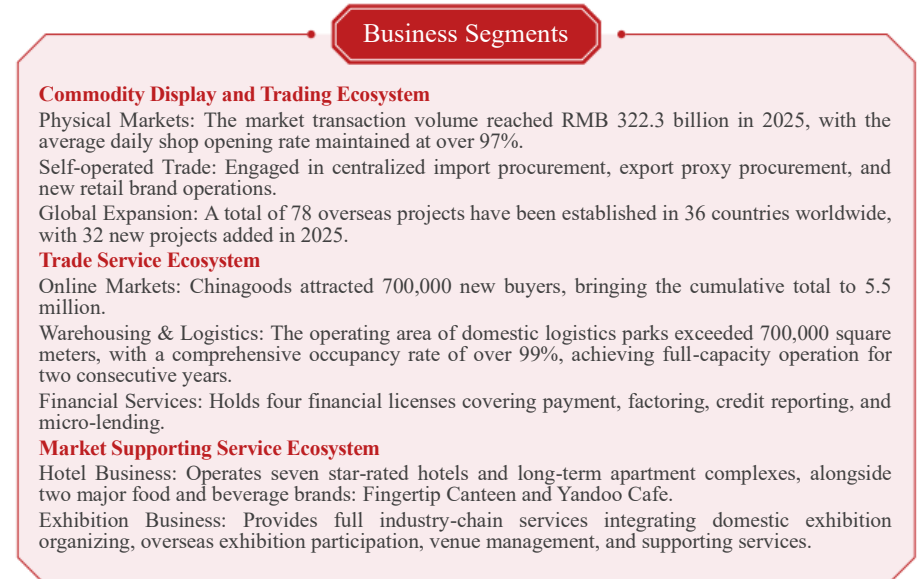 Business Segments
Commodity Display and Trading Ecosystem
Physical Markets: The market transaction volume reached RMB 322.3 billion in 2025, with the
average daily shop opening rate maintained at over 97%.
Self-operated Trade: Engaged in centralized import procurement, export proxy procurement, and
new retail brand operations.
Global Expansion: A total of 78 overseas projects have been established in 36 countries worldwide,
with 32 new projects added in 2025.
Trade Service Ecosystem
Online Markets: Chinagoods attracted 700,000 new buyers, bringing the cumulative total to 5.5
million.
Warehousing & Logistics: The operating area of domestic logistics parks exceeded 700,000 square
meters, with a comprehensive occupancy rate of over 99%, achieving full-capacity operation for
two consecutive years.
Financial Services: Holds four financial licenses covering payment, factoring, credit reporting, and
micro-lending.
Market Supporting Service Ecosystem
Hotel Business: Operates seven star-rated hotels and long-term apartment complexes, alongside
two major food and beverage brands: Fingertip Canteen and Yandoo Cafe.
Exhibition Business: Provides full industry-chain services integrating domestic exhibition
organizing, overseas exhibition participation, venue management, and supporting services.